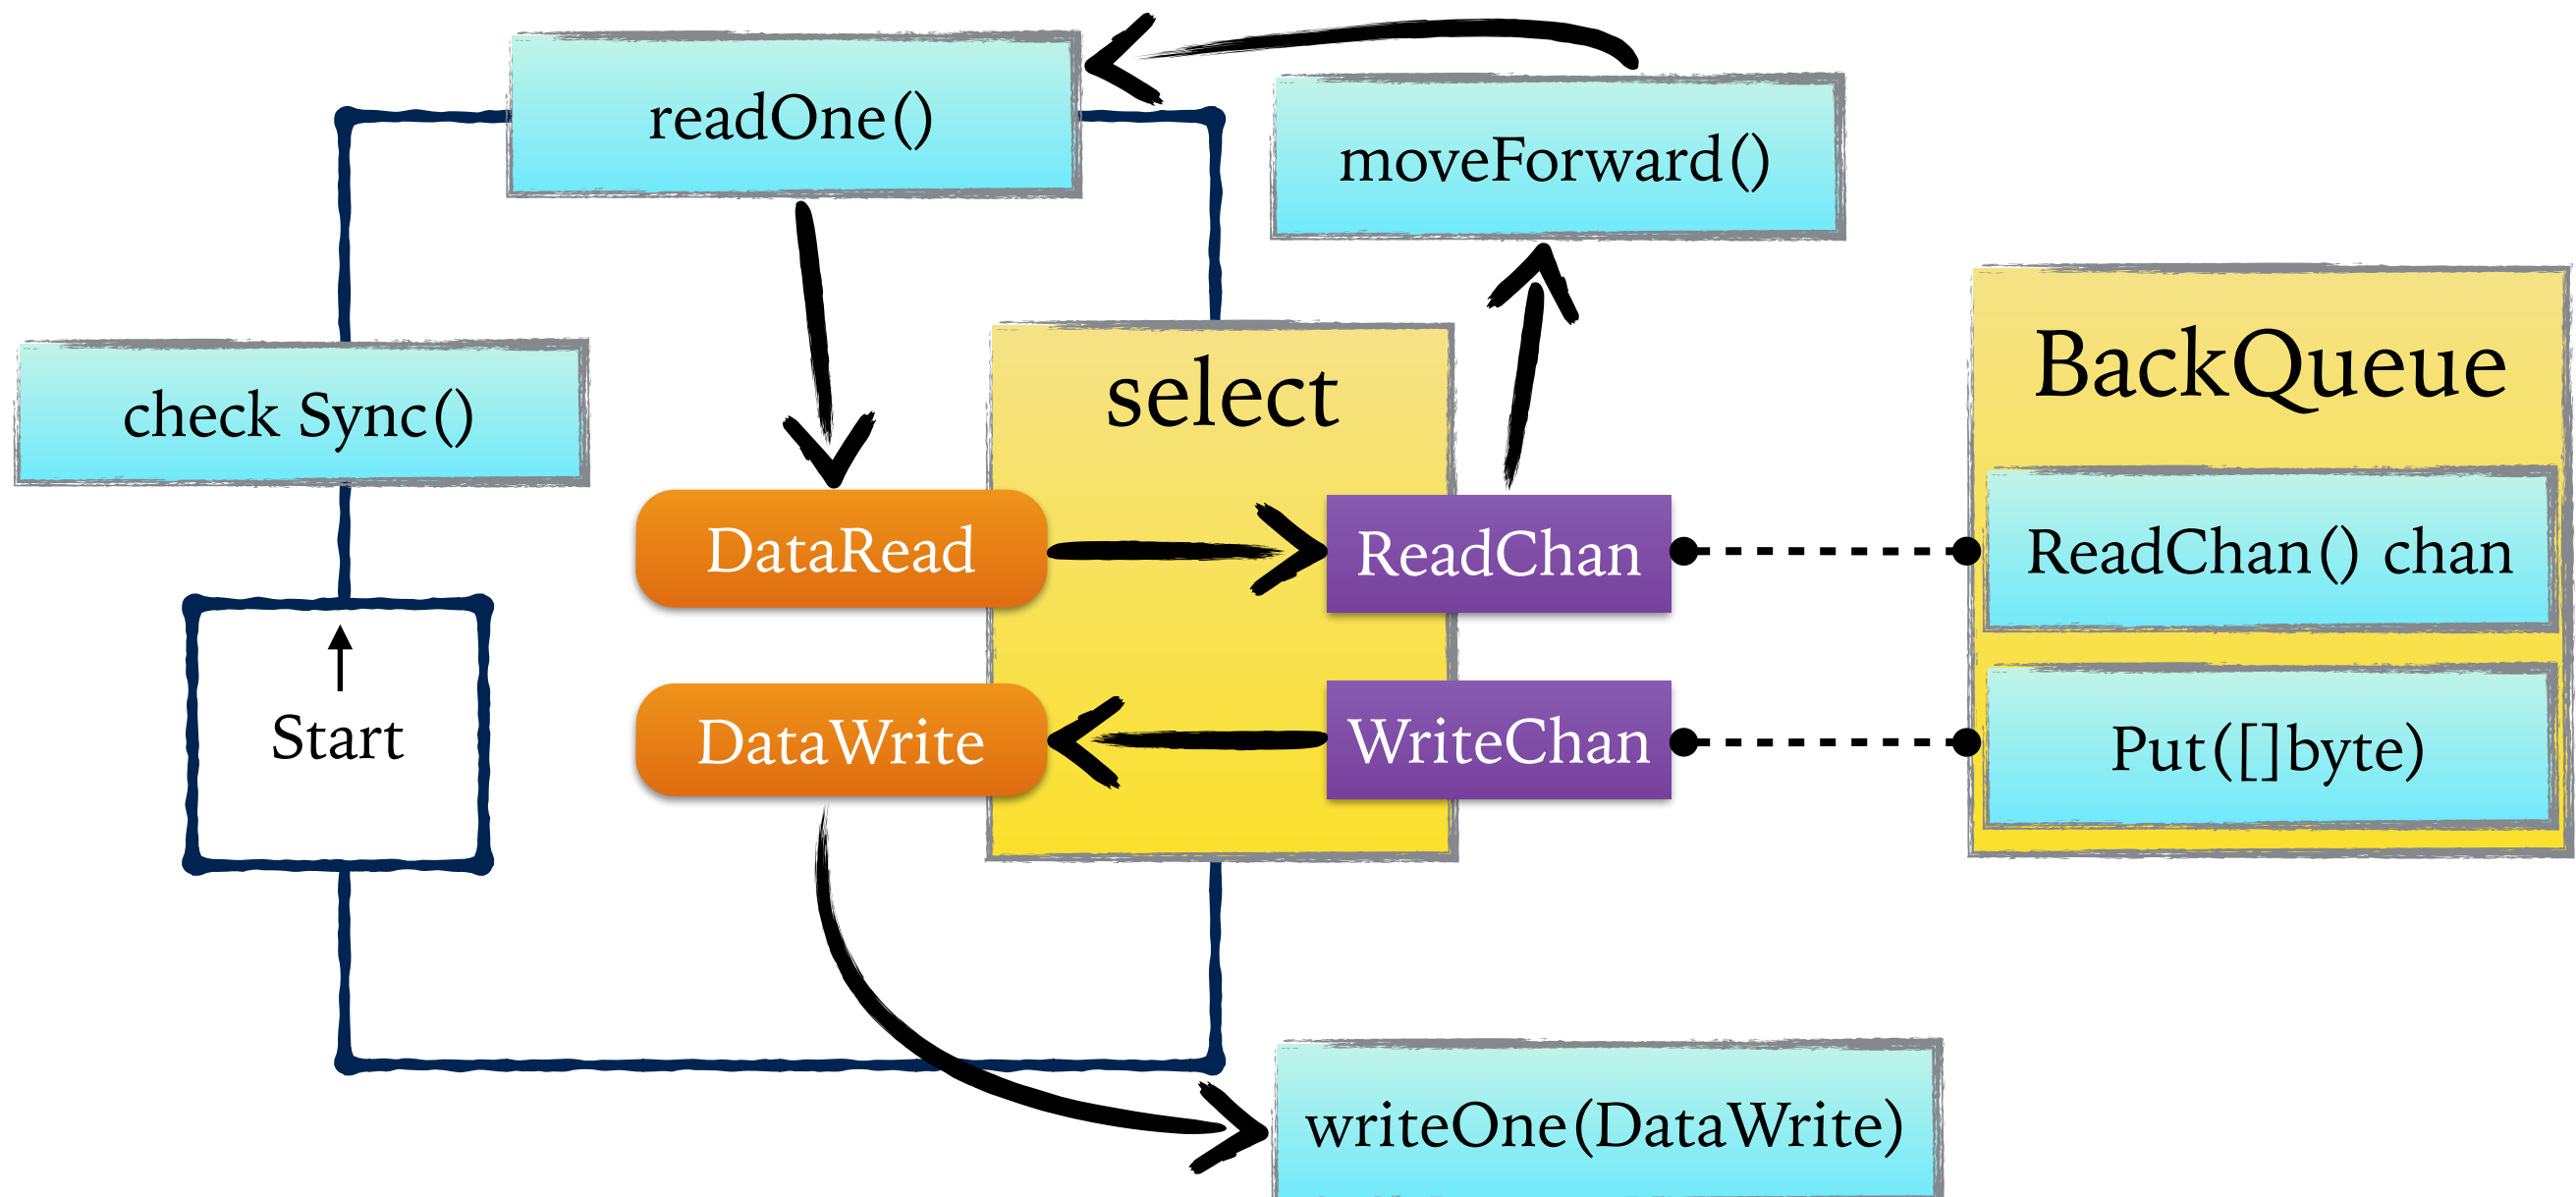 readOne()
moveForward()
check Sync()
select
BackQueue
DataRead
ReadChan
ReadChan() chan
Start
DataWrite
WriteChan
Put([]byte)
writeOne(DataWrite)